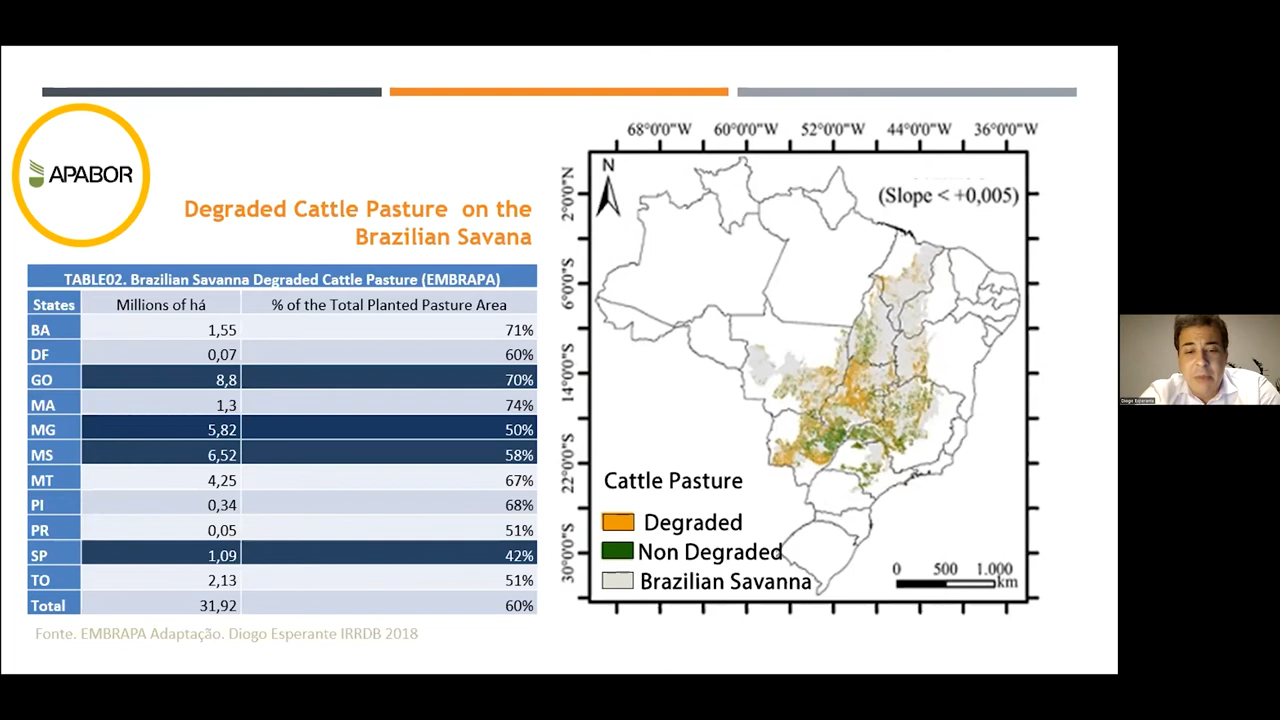 APABOR
Degraded Cattle Pasture on the
Brazilian Savana
TABLE02. Brazilian Savanna Degraded Cattle Pasture (EMBRAPA)
States Millions of há % of the Total Planted Pasture Area
BA 1,55 71%
DF 0,07 60%
GO 8,8 70%
MA 1,3 74%
MG 5,82 50%
MS 6,52 58%
MT 4,25 67%
PI 0,34 68%
PR 0,05 51%
SP 1,09 42%
TO 2,13 51%
Total 31,92 60%
Fonte. EMBRAPA Adaptação. Diogo Esperante IRRDB 2018
68°0'0"W 60°0'0"W 52°0'0"W 44°0'0"W 36°0'0"W
N
(Slope < +0,005)
2°0'0"N
6°0'0"S
14°0'0"S
22°0'0"S
30°0'0"S
Cattle Pasture
Degraded
Non Degraded
Brazilian Savanna
0 500 1.000
km
Diogo Esperante